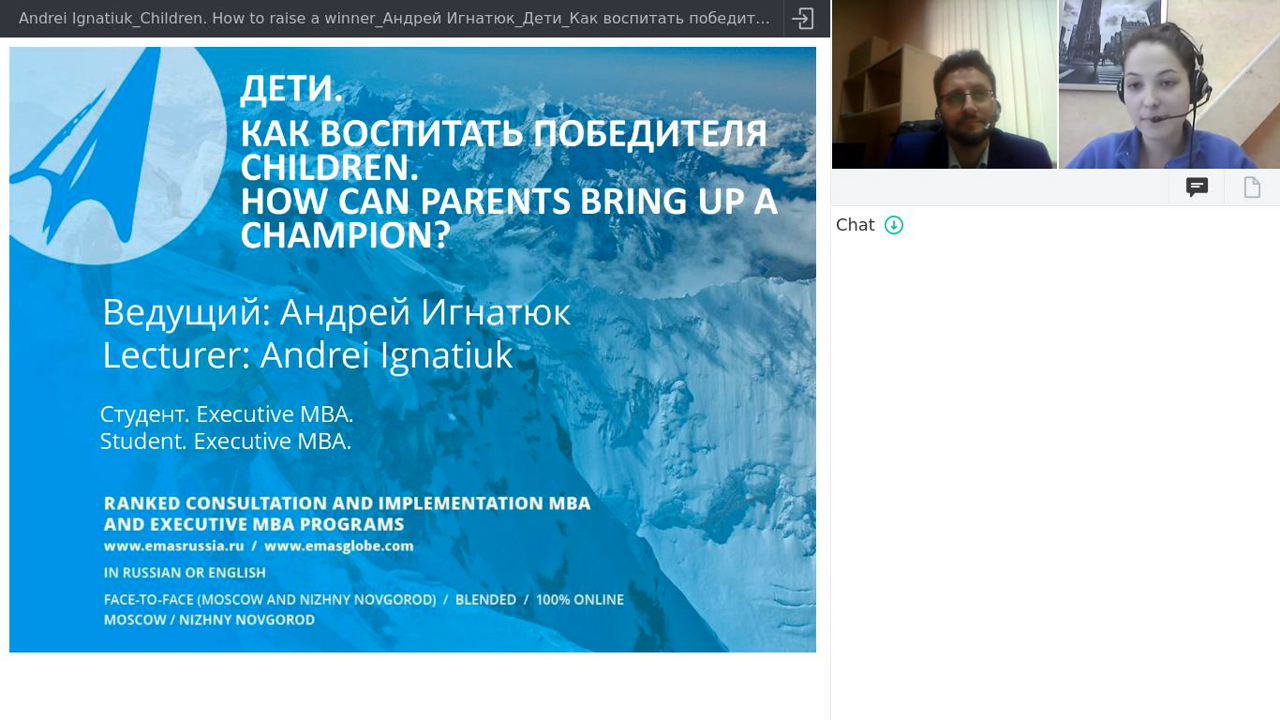 Andrei Ignatiuk_Children. How to raise a winner_Андрей Игнатюк_Дети_Как воспитать победит...
ДЕТИ.
КАК ВОСПИТАТЬ ПОБЕДИТЕЛЯ
CHILDREN.
HOW CAN PARENTS BRING UP A
CHAMPION?
Ведущий: Андрей Игнатюк
Lecturer: Andrei Ignatiuk
Студент. Executive MBA.
Student. Executive MBA.
RANKED CONSULTATION AND IMPLEMENTATION MBA
AND EXECUTIVE MBA PROGRAMS
www.emasrussia.ru / www.emasglobe.com
IN RUSSIAN OR ENGLISH
FACE-TO-FACE (MOSCOW AND NIZHNY NOVGOROD) / BLENDED / 100% ONLINE
MOSCOW / NIZHNY NOVGOROD
Chat